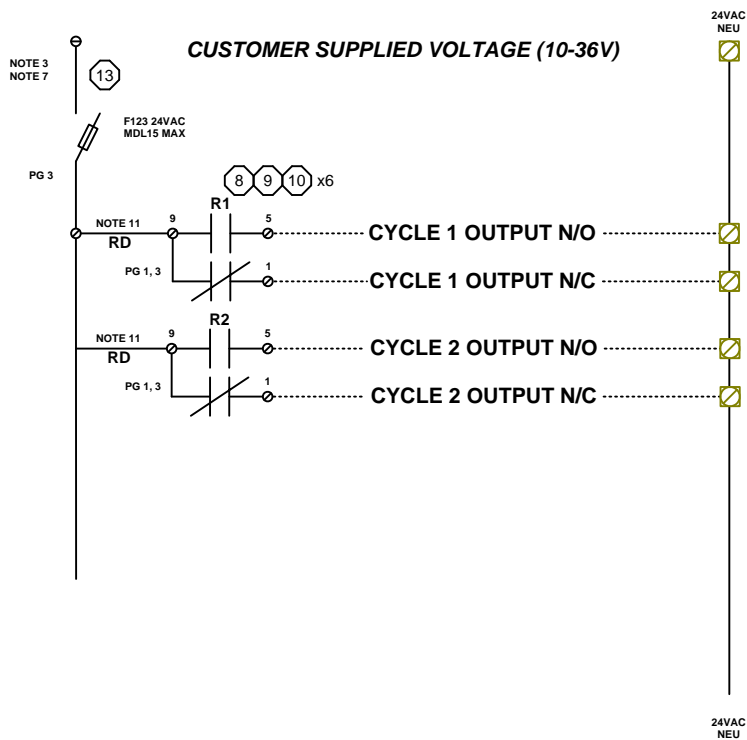 24VAC
NEU
CUSTOMER SUPPLIED VOLTAGE (10-36V)
NOTE 3
NOTE 7
13
F123 24VAC
MDL15 MAX
PG 3
8 9 10 x6
R1
NOTE 11
9
5
RD
CYCLE 1 OUTPUT N/O
PG 1, 3
1
CYCLE 1 OUTPUT N/C
R2
NOTE 11
9
5
RD
CYCLE 2 OUTPUT N/O
PG 1, 3
1
CYCLE 2 OUTPUT N/C
24VAC
NEU